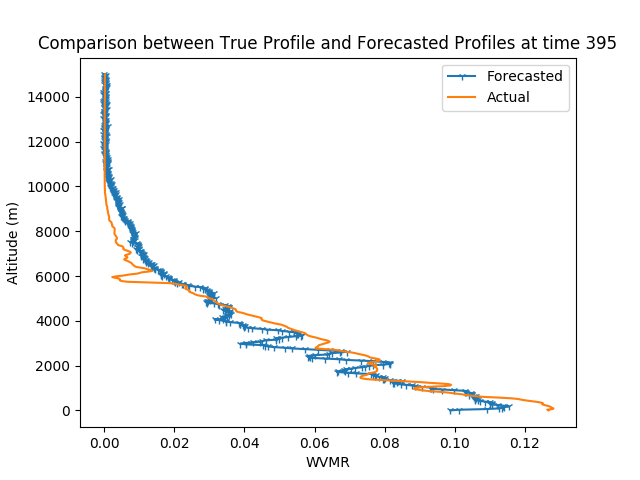 Comparison between True Profile and Forecasted Profiles at time 395
Forecasted
Actual
14000
12000
10000
8000
6000
4000
2000
0
Altitude (m)
0.00 0.02 0.04 0.06 0.08 0.10 0.12
WVMR